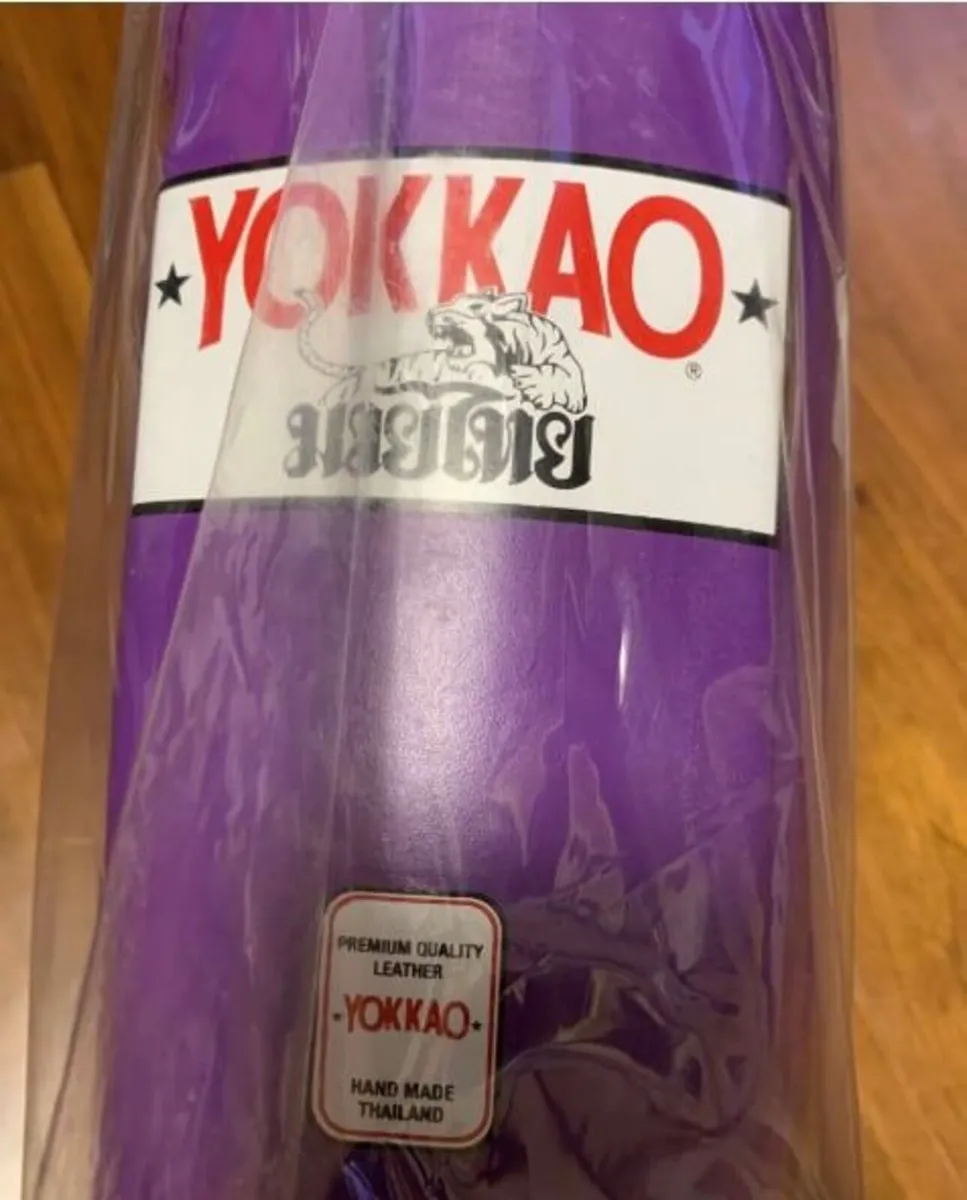 YOKKAO
®
มวยไทย
PREMIUM QUALITY
LEATHER
YOKKAO
HAND MADE
THAILAND